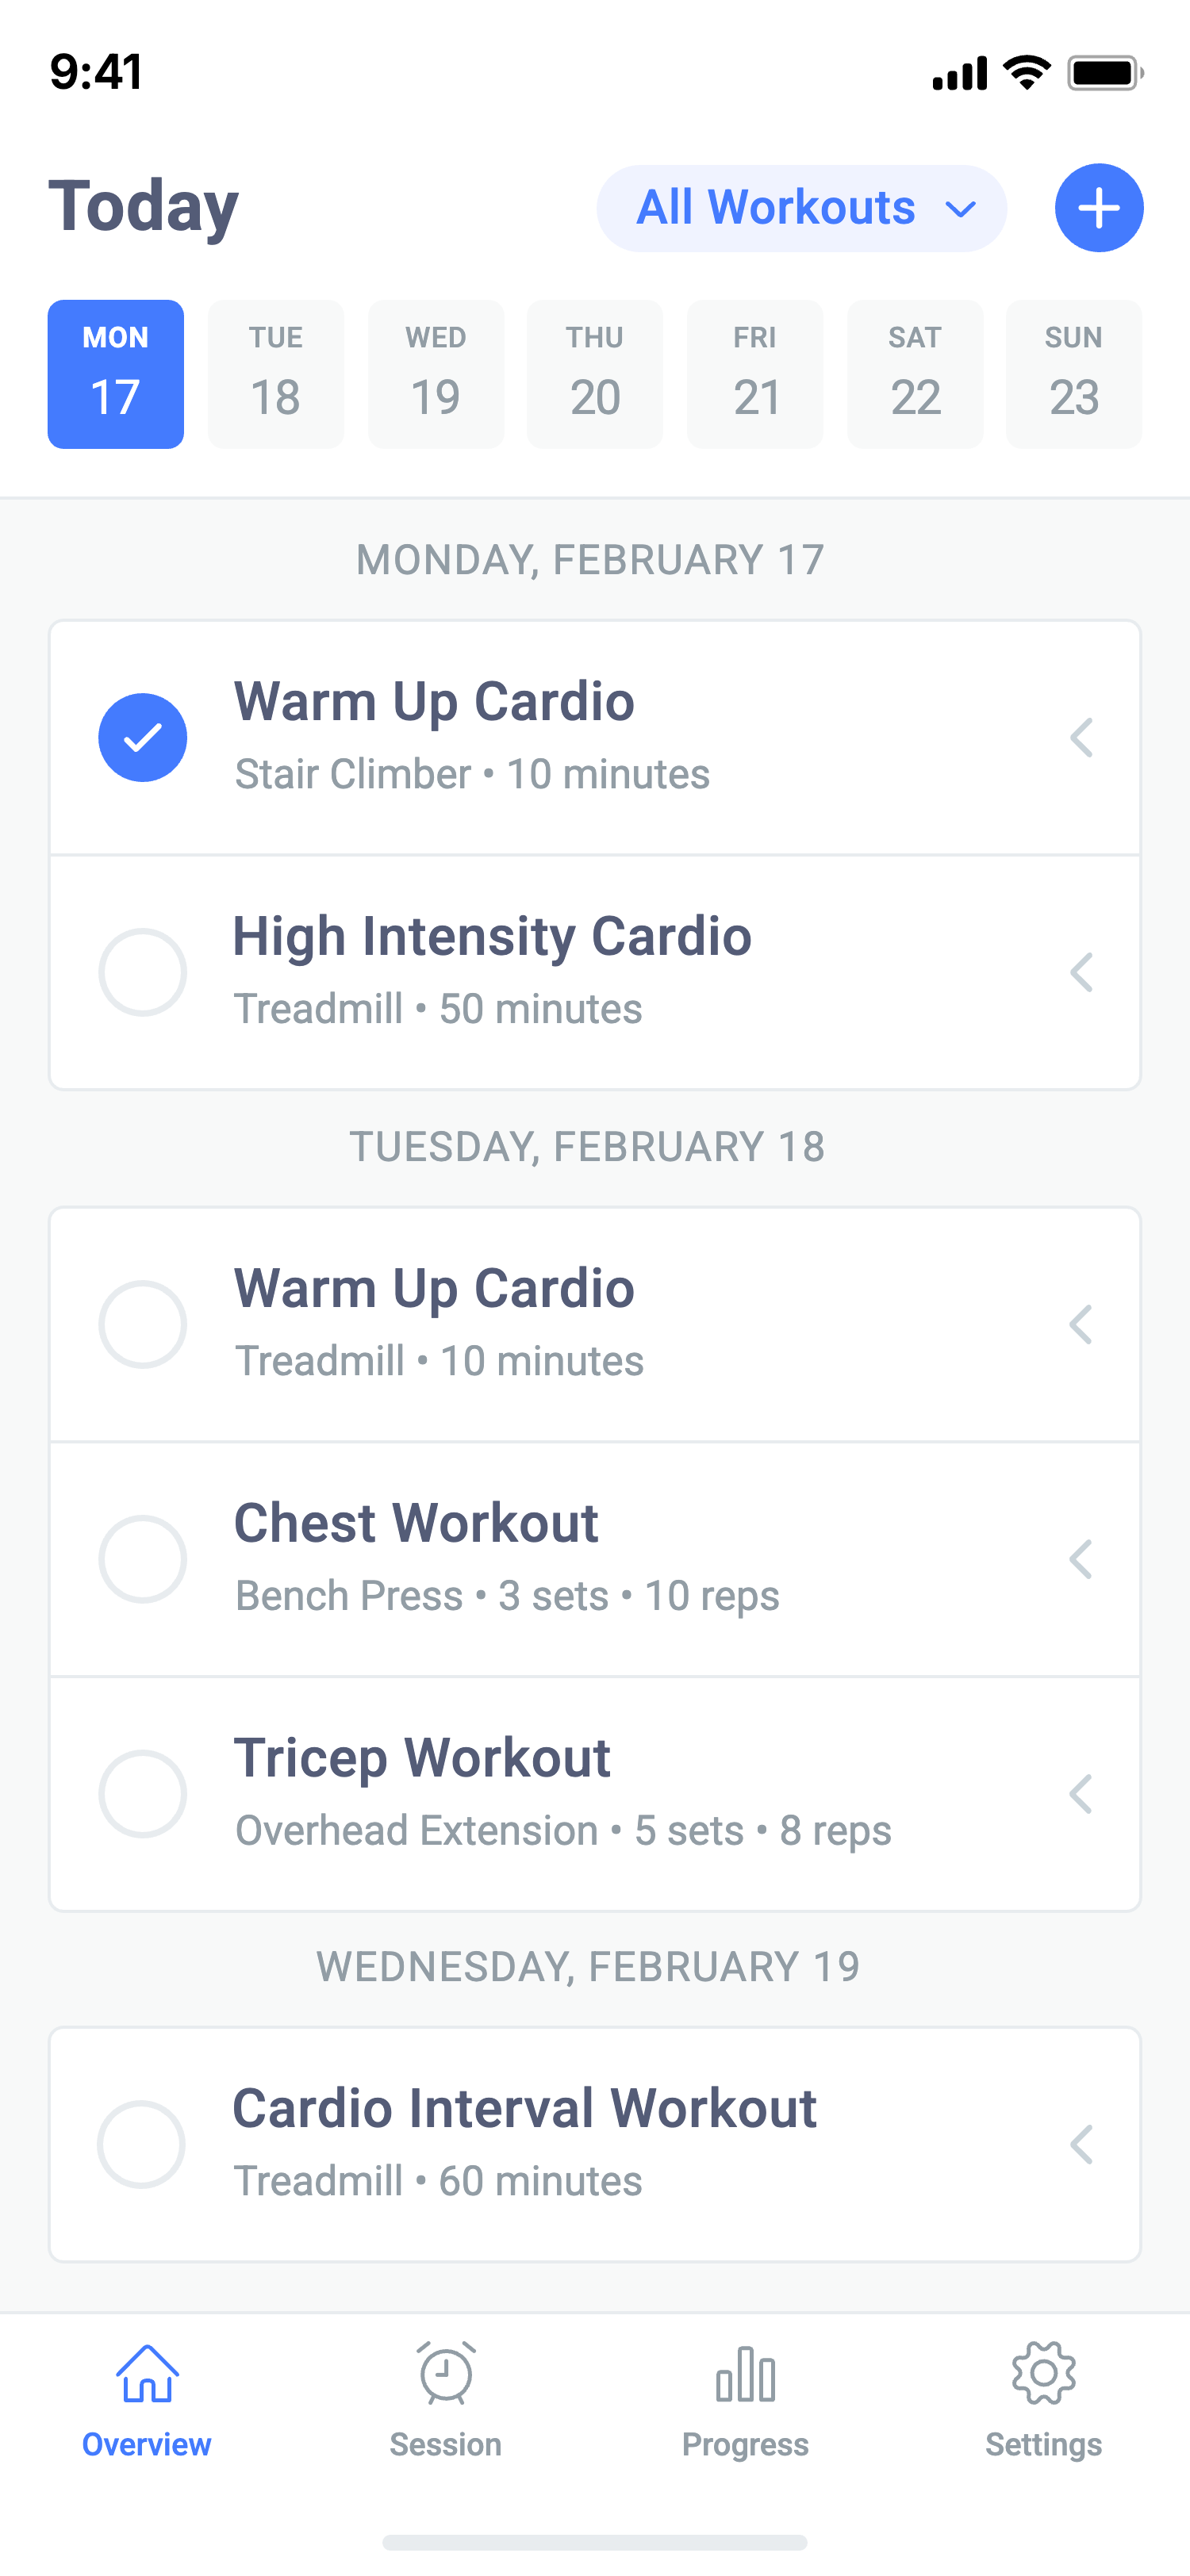 9:41
Today
All Workouts
MON TUE WED THU FRI SAT SUN
17 18 19 20 21 22 23
MONDAY, FEBRUARY 17
Warm Up Cardio
Stair Climber • 10 minutes
High Intensity Cardio
Treadmill • 50 minutes
TUESDAY, FEBRUARY 18
Warm Up Cardio
Treadmill • 10 minutes
Chest Workout
Bench Press • 3 sets • 10 reps
Tricep Workout
Overhead Extension • 5 sets • 8 reps
WEDNESDAY, FEBRUARY 19
Cardio Interval Workout
Treadmill • 60 minutes
Overview Session Progress Settings